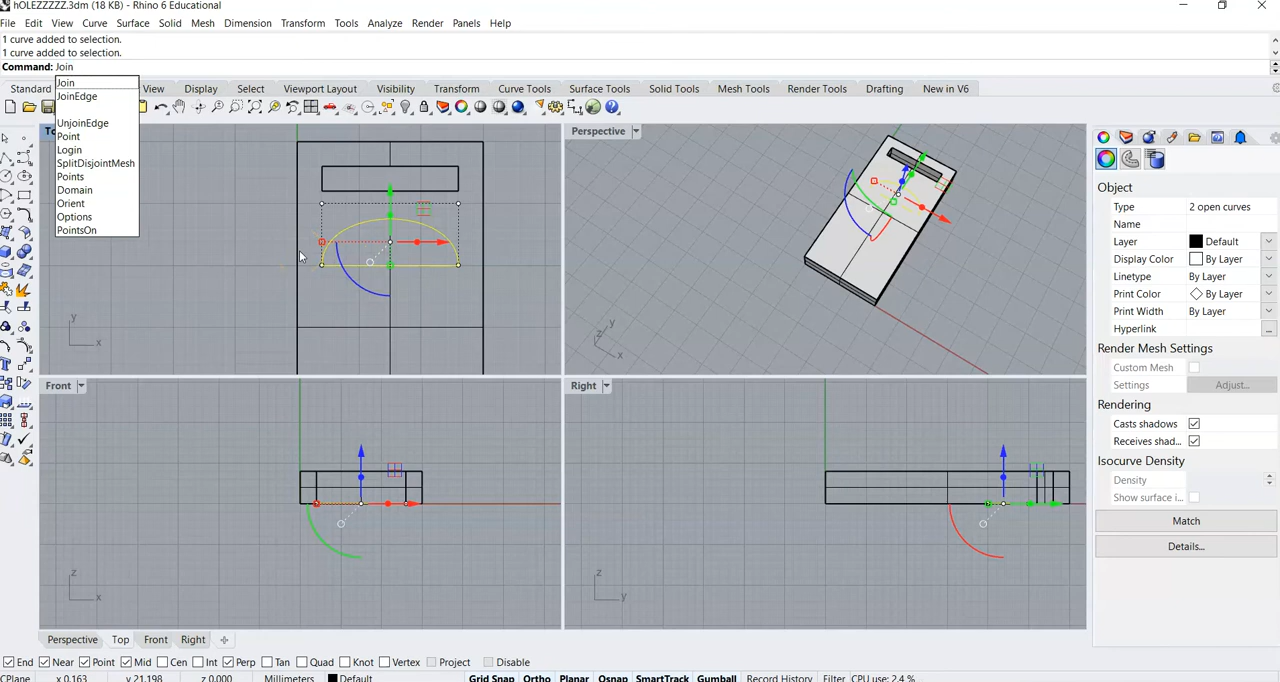 hOLEZZZZZ.3dm (18 KB) - Rhino 6 Educational
File Edit View Curve Surface Solid Mesh Dimension Transform Tools Analyze Render Panels Help
1 curve added to selection.
1 curve added to selection.
Command: Join
Join
JoinEdge
UnjoinEdge
Point
Login
SplitDisjointMesh
Points
Domain
Orient
Options
PointsOn
Standard View Display Select Viewport Layout Visibility Transform Curve Tools Surface Tools Solid Tools Mesh Tools Render Tools Drafting New in V6
Perspective
y
x
z
y
x
Front
Right
z
x
z
y
Object
Type 2 open curves
Name
Layer Default
Display Color By Layer
Linetype By Layer
Print Color By Layer
Print Width By Layer
Hyperlink ...
Render Mesh Settings
Custom Mesh
Settings Adjust...
Rendering
Casts shadows
Receives shad...
Isocurve Density
Density
Show surface i...
Match
Details...
Perspective Top Front Right
End Near Point Mid Cen Int Perp Tan Quad Knot Vertex Project Disable
CPlane x 0.163 y 21.198 z 0.000 Millimeters Default Grid Snap Ortho Planar Osnap SmartTrack Gumball Record History Filter CPU use: 2.4 %